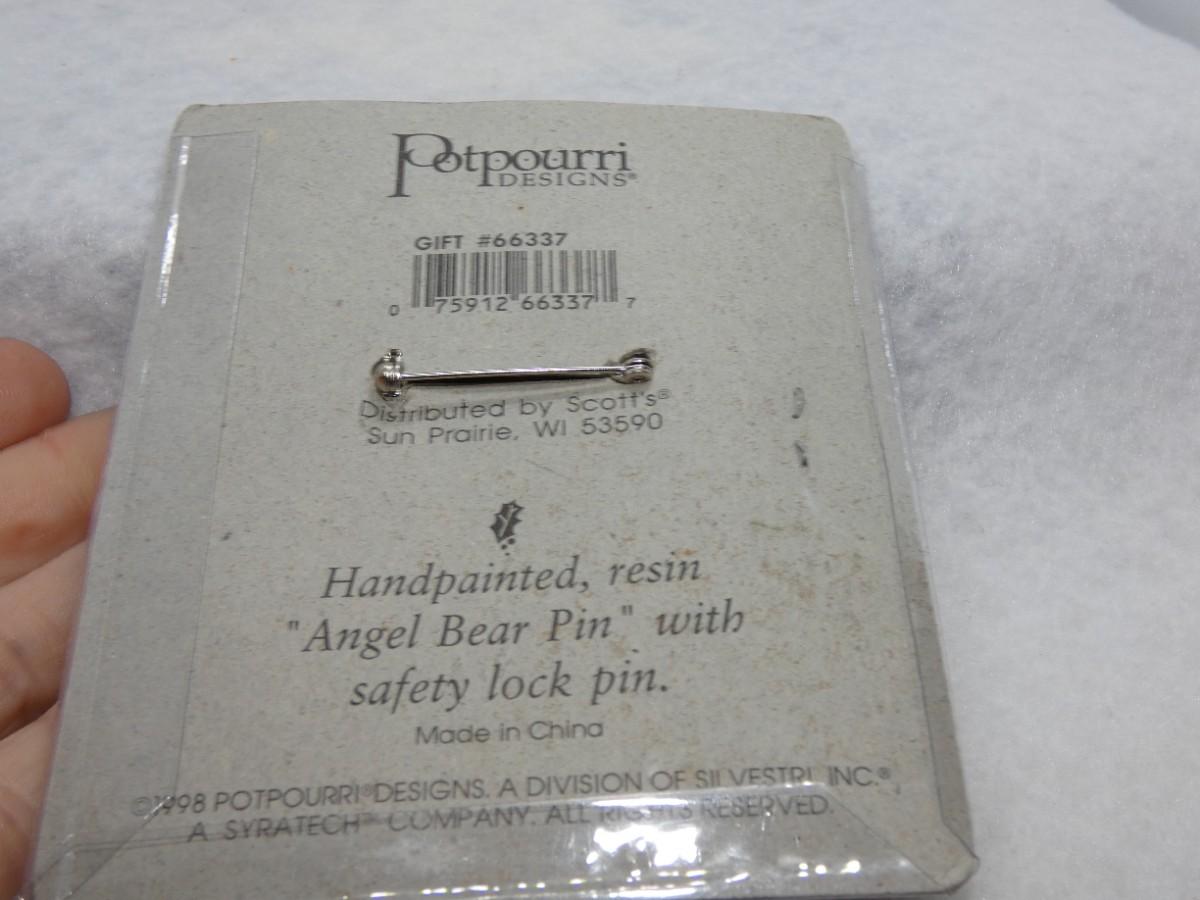 Potpourri
DESIGNS®
GIFT #66337
0 75912 66337 7
Distributed by Scott's®
Sun Prairie, WI 53590
Handpainted, resin
"Angel Bear Pin" with
safety lock pin.
Made in China
©1998 POTPOURRI® DESIGNS. A DIVISION OF SILVESTRI, INC.®,
A SYRATECH™ COMPANY. ALL RIGHTS RESERVED.